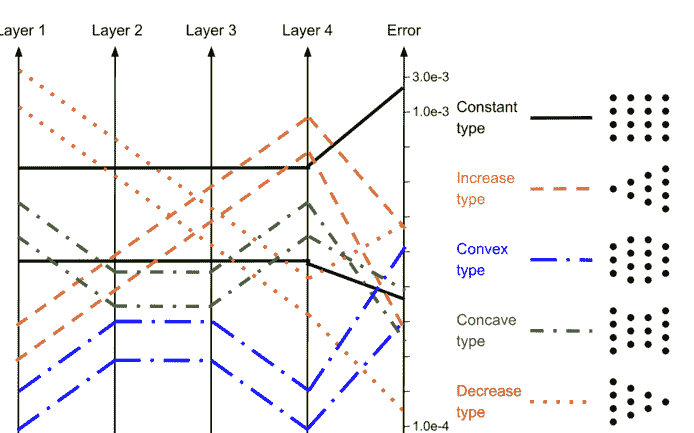 Layer 1 Layer 2 Layer 3 Layer 4 Error
3.0e-3
1.0e-3
Constant
type
Increase
type
Convex
type
Concave
type
Decrease
type
1.0e-4